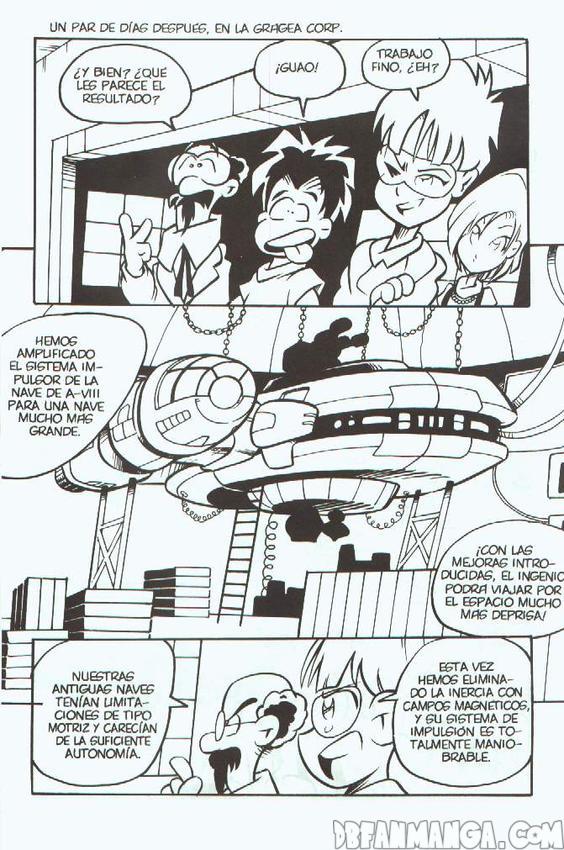 UN PAR DE DÍAS DESPUES, EN LA GRAGEA CORP.
¿Y BIEN? ¿QUÉ
LES PARECE EL
RESULTADO?
¡GUAO!
TRABAJO
FINO, ¿EH?
HEMOS
AMPLIFICADO
EL SISTEMA IM-
PULSOR DE LA
NAVE DE A-VIII
PARA UNA NAVE
MUCHO MAS
GRANDE.
¡CON LAS
MEJORAS INTRO-
DUCIDAS, EL INGENIO
PODRÁ VIAJAR POR
EL ESPACIO MUCHO
MAS DEPRISA!
NUESTRAS
ANTIGUAS NAVES
TENÍAN LIMITA-
CIONES DE TIPO
MOTRIZ Y CARECÍAN
DE LA SUFICIENTE
AUTONOMÍA.
ESTA VEZ
HEMOS ELIMINA-
DO LA INERCIA CON
CAMPOS MAGNETICOS,
Y SU SISTEMA DE
IMPULSIÓN ES TO-
TALMENTE MANIO-
BRABLE.
DBFANMANGA.COM